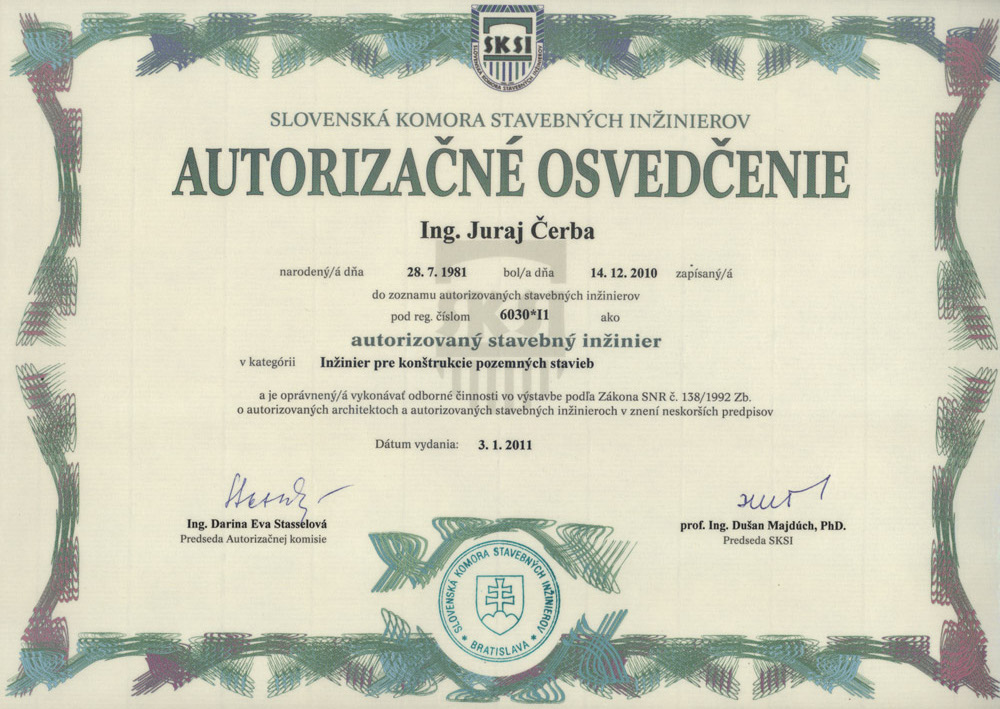 SKSI
SLOVENSKÁ KOMORA STAVEBNÝCH INŽINIEROV
SLOVENSKÁ KOMORA STAVEBNÝCH INŽINIEROV
AUTORIZAČNÉ OSVEDČENIE
Ing. Juraj Čerba
narodený/á dňa 28. 7. 1981 bol/a dňa 14. 12. 2010 zapísaný/á
do zoznamu autorizovaných stavebných inžinierov
pod reg. číslom 6030*I1 ako
autorizovaný stavebný inžinier
v kategórii Inžinier pre konštrukcie pozemných stavieb
a je oprávnený/á vykonávať odborné činnosti vo výstavbe podľa Zákona SNR č. 138/1992 Zb.
o autorizovaných architektoch a autorizovaných stavebných inžinieroch v znení neskorších predpisov
Dátum vydania: 3. 1. 2011
Ing. Darina Eva Stasselová
Predseda Autorizačnej komisie
prof. Ing. Dušan Majdúch, PhD.
Predseda SKSI
SLOVENSKÁ KOMORA STAVEBNÝCH INŽINIEROV
* BRATISLAVA *